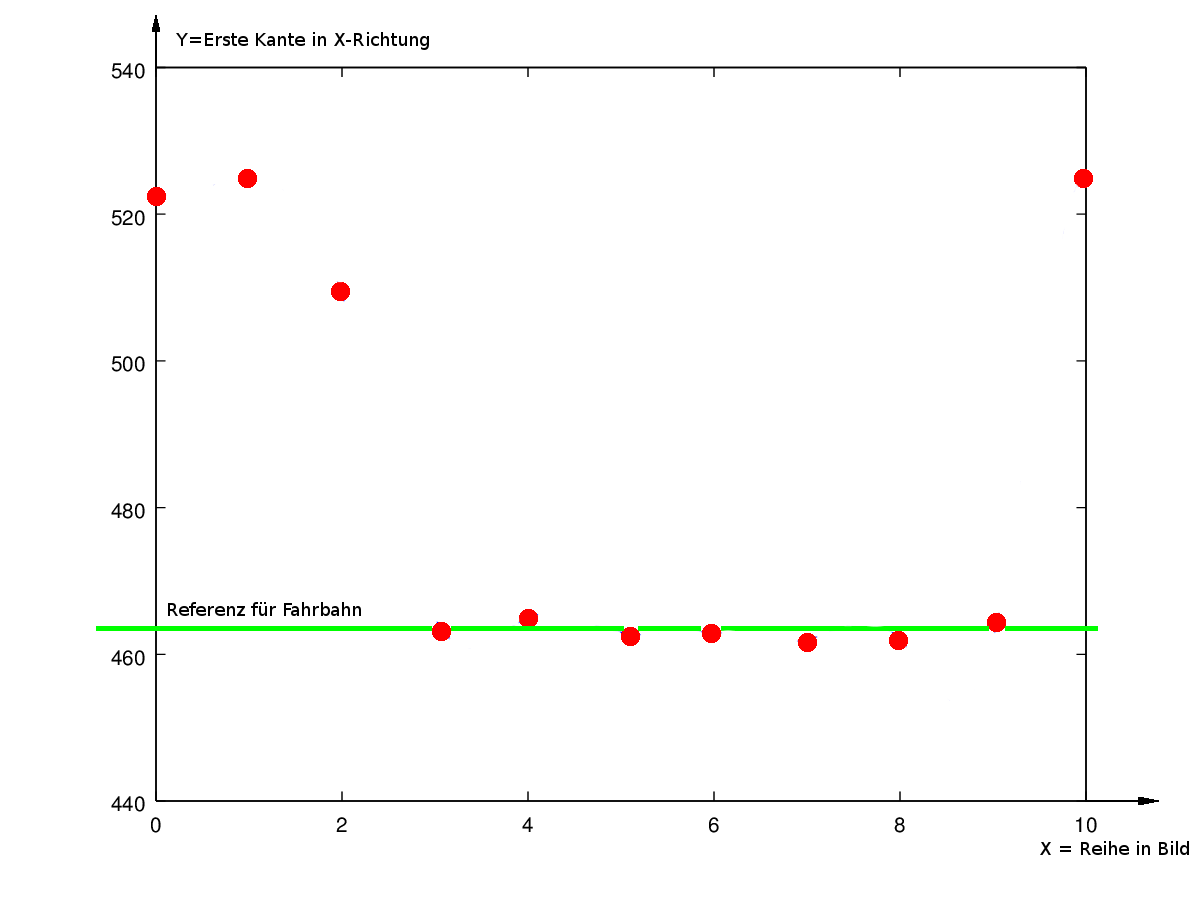 Y=Erste Kante in X-Richtung
540
520
500
480
Referenz für Fahrbahn
460
440
0 2 4 6 8 10
X = Reihe in Bild